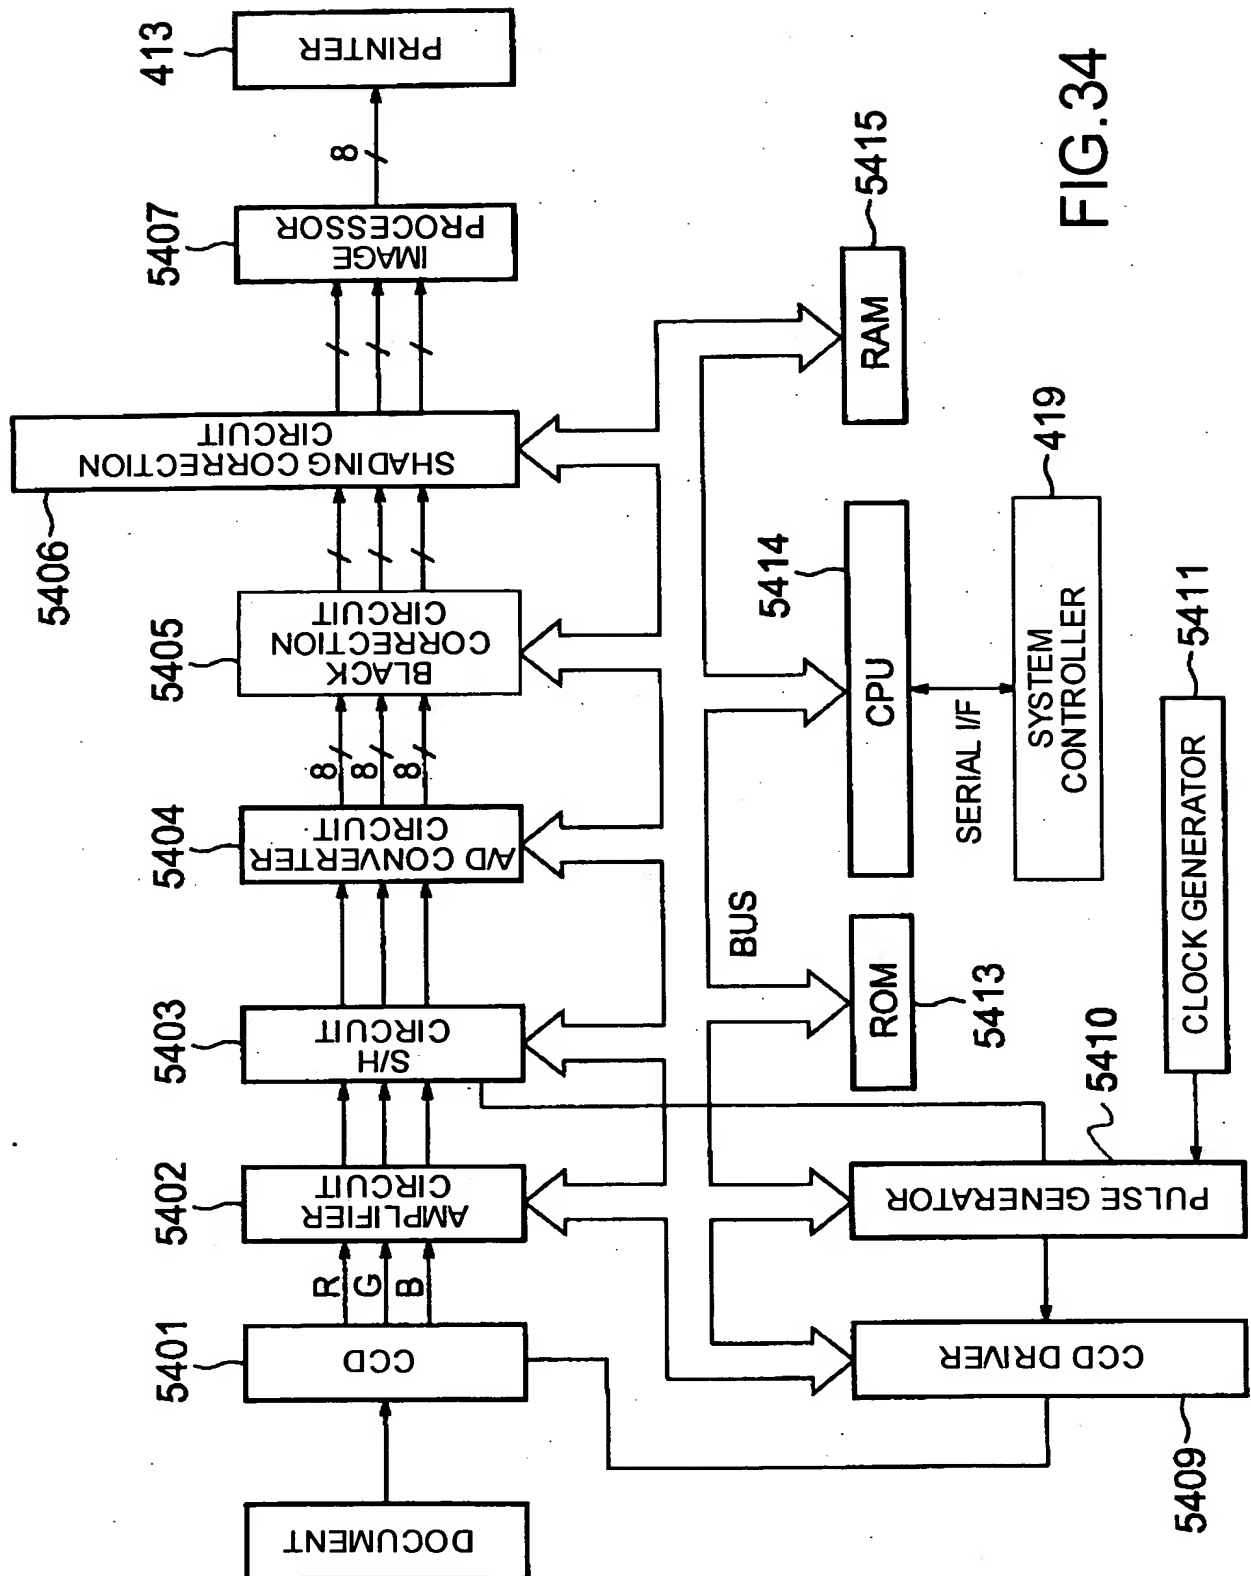 413
PRINTER
8
5407
IMAGE
PROCESSOR
5406
SHADING CORRECTION
CIRCUIT
5405
BLACK
CORRECTION
CIRCUIT
8
8
8
5404
A/D CONVERTER
CIRCUIT
5403
S/H
CIRCUIT
5402
AMPLIFIER
CIRCUIT
R
G
B
5401
CCD
DOCUMENT
BUS
RAM
5415
5414
CPU
SERIAL I/F
SYSTEM
CONTROLLER
419
ROM
5413
CLOCK GENERATOR
5411
5410
PULSE GENERATOR
CCD DRIVER
5409
FIG.34